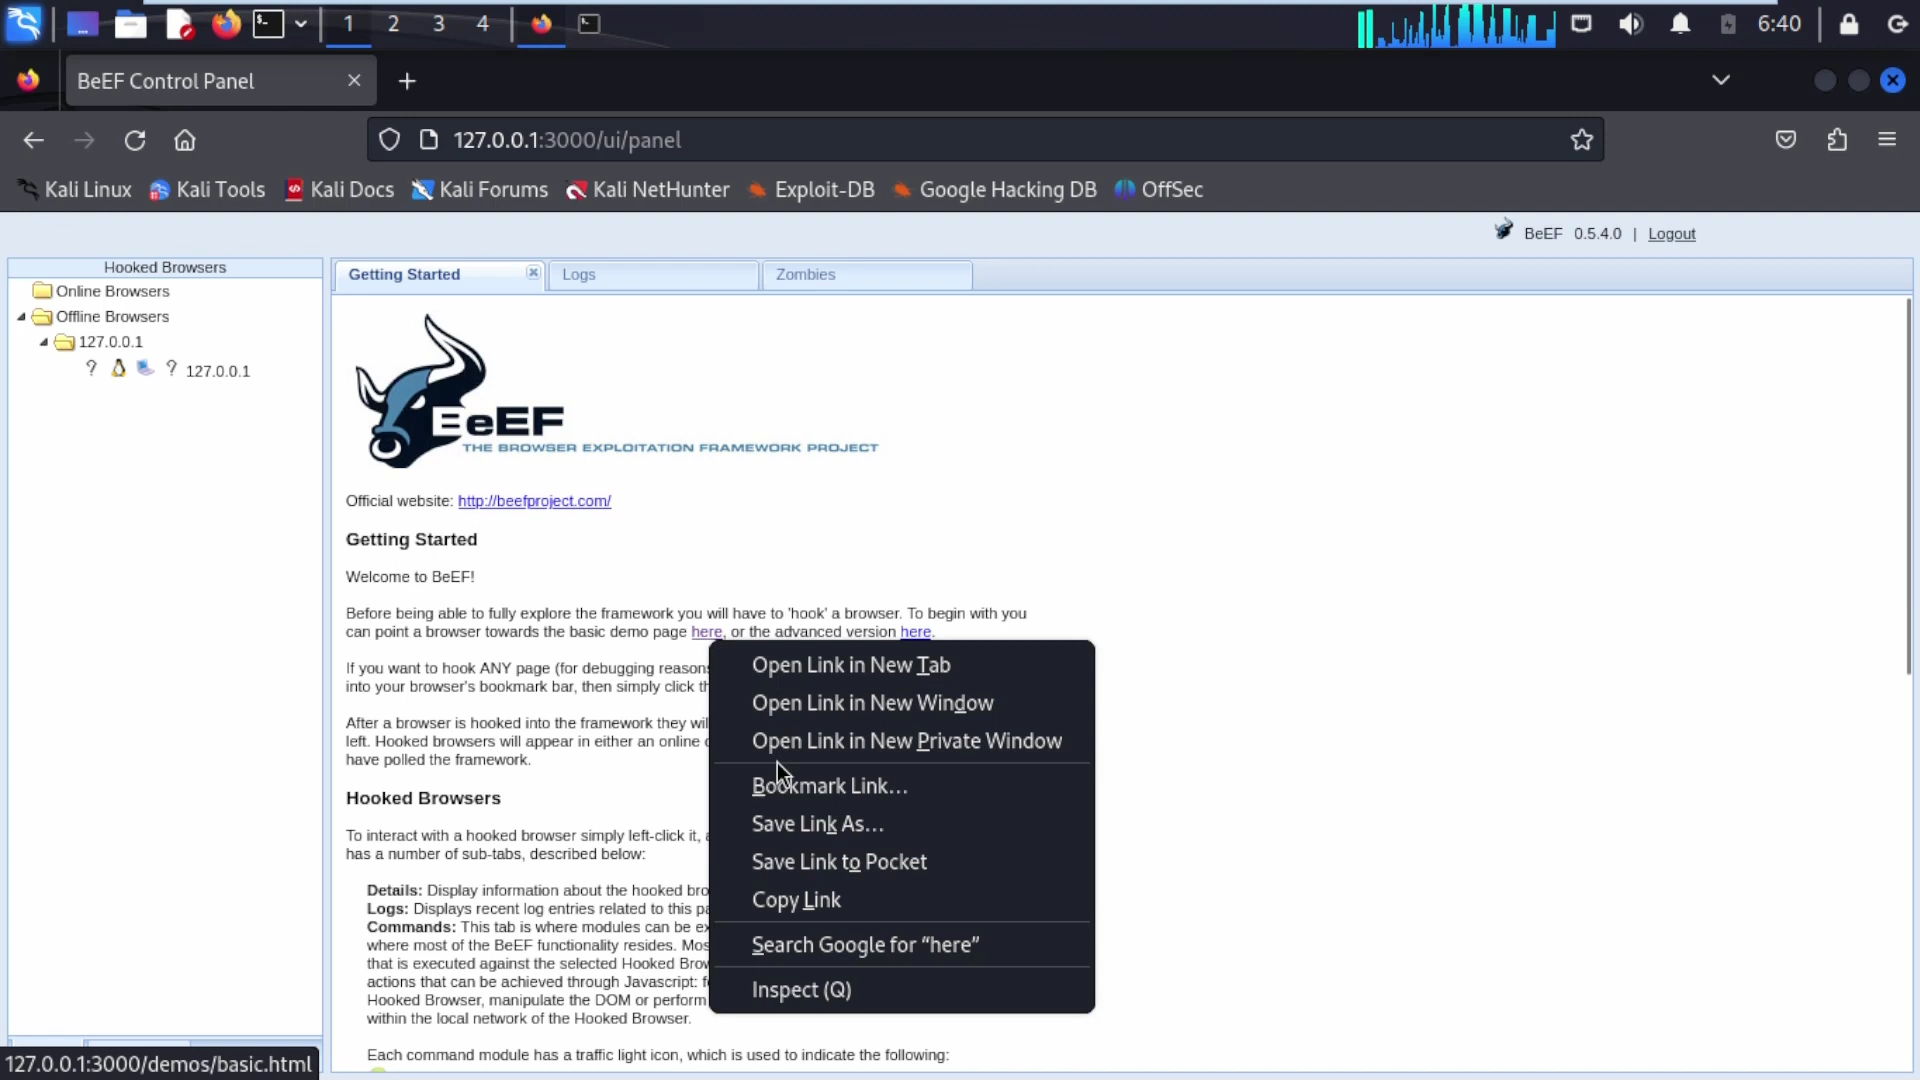 1 2 3 4 6:40
BeEF Control Panel
127.0.0.1:3000/ui/panel
Kali Linux Kali Tools Kali Docs Kali Forums Kali NetHunter Exploit-DB Google Hacking DB OffSec
BeEF 0.5.4.0 | Logout
Hooked Browsers
Online Browsers
Offline Browsers
127.0.0.1
? ? 127.0.0.1
Getting Started Logs Zombies
BeEF
THE BROWSER EXPLOITATION FRAMEWORK PROJECT
Official website: http://beefproject.com/
Getting Started
Welcome to BeEF!
Before being able to fully explore the framework you will have to 'hook' a browser. To begin with you
can point a browser towards the basic demo page here, or the advanced version here.
If you want to hook ANY page (for debugging reasons
into your browser's bookmark bar, then simply click
After a browser is hooked into the framework they wil
left. Hooked browsers will appear in either an online
have polled the framework.
Hooked Browsers
To interact with a hooked browser simply left-click it,
has a number of sub-tabs, described below:
Details: Display information about the hooked bro
Logs: Displays recent log entries related to this
Commands: This tab is where modules can be ex
where most of the BeEF functionality resides. Mos
that is executed against the selected Hooked Brow
actions that can be achieved through Javascript:
Hooked Browser, manipulate the DOM or perform
within the local network of the Hooked Browser.
Each command module has a traffic light icon, which is used to indicate the following:
Open Link in New Tab
Open Link in New Window
Open Link in New Private Window
Bookmark Link...
Save Link As...
Save Link to Pocket
Copy Link
Search Google for "here"
Inspect (Q)
127.0.0.1:3000/demos/basic.html